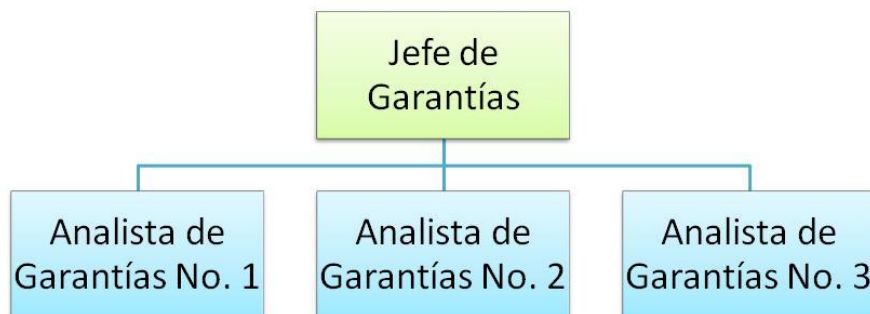 Jefe de
Garantías
Analista de
Garantías No. 1
Analista de
Garantías No. 2
Analista de
Garantías No. 3